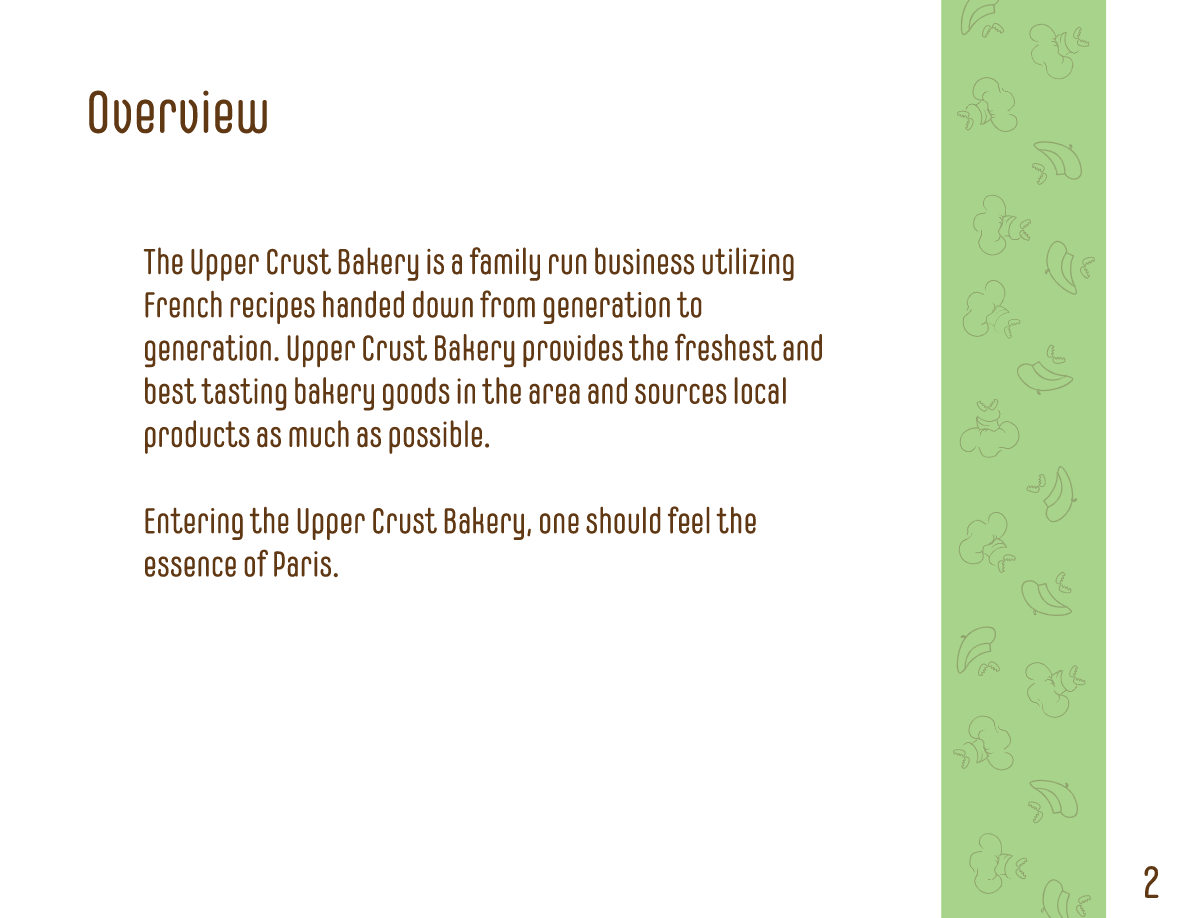 Overview
The Upper Crust Bakery is a family run business utilizing
French recipes handed down from generation to
generation. Upper Crust Bakery provides the freshest and
best tasting bakery goods in the area and sources local
products as much as possible.
Entering the Upper Crust Bakery, one should feel the
essence of Paris.
2